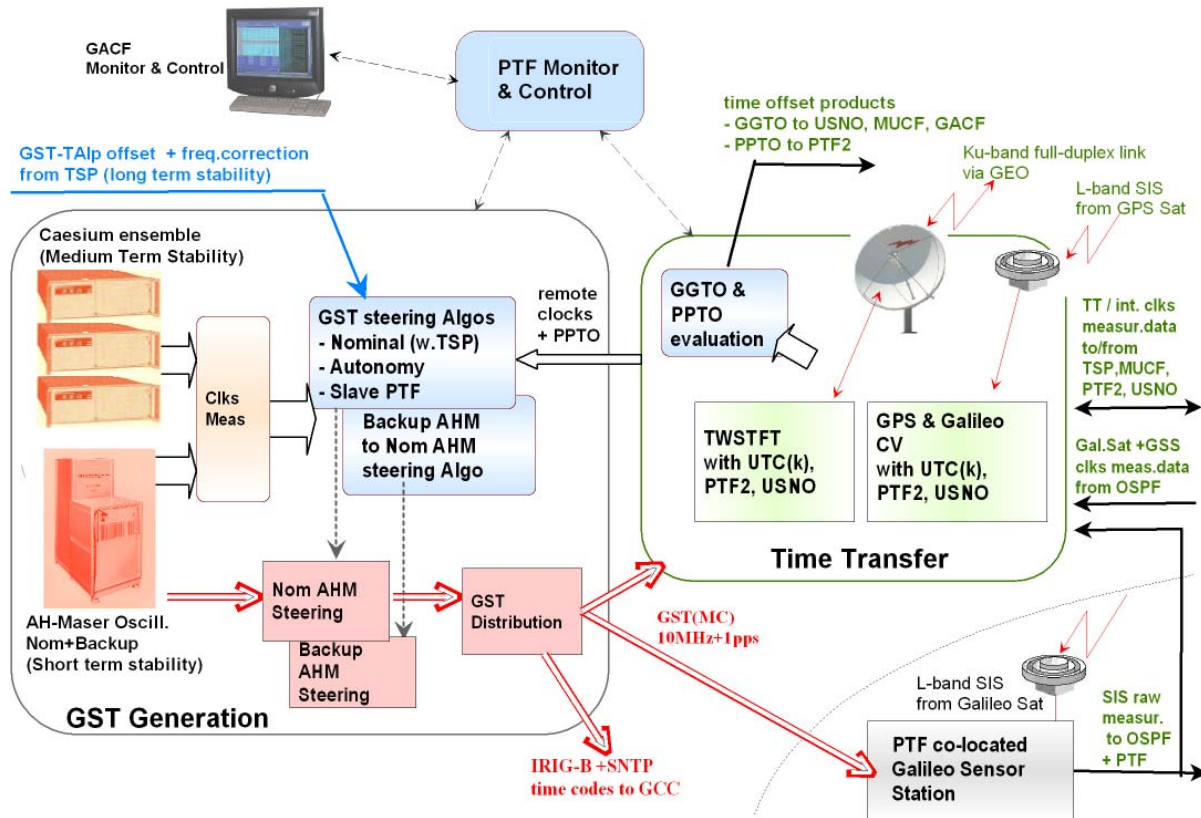 GACF
Monitor & Control
PTF Monitor
& Control
time offset products
- GGTO to USNO, MUCF, GACF
- PPTO to PTF2
Ku-band full-duplex link
via GEO
L-band SIS
from GPS Sat
GST-TAIp offset + freq.correction
from TSP (long term stability)
Caesium ensemble
(Medium Term Stability)
Clks
Meas
GST steering Algos
- Nominal (w.TSP)
- Autonomy
- Slave PTF
Backup AHM
to Nom AHM
steering Algo
remote
clocks
+ PPTO
GGTO &
PPTO
evaluation
TWSTFT
with UTC(k),
PTF2, USNO
GPS & Galileo
CV
with UTC(k),
PTF2, USNO
Time Transfer
TT / int. clks
measur.data
to/from
TSP,MUCF,
PTF2, USNO
Gal.Sat +GSS
clks meas.data
from OSPF
AH-Maser Oscill.
Nom+Backup
(Short term stability)
Nom AHM
Steering
Backup
AHM
Steering
GST
Distribution
GST Generation
GST(MC)
10MHz+1pps
IRIG-B +SNTP
time codes to GCC
L-band SIS
from Galileo Sat
PTF co-located
Galileo Sensor
Station
SIS raw
measur.
to OSPF
+ PTF